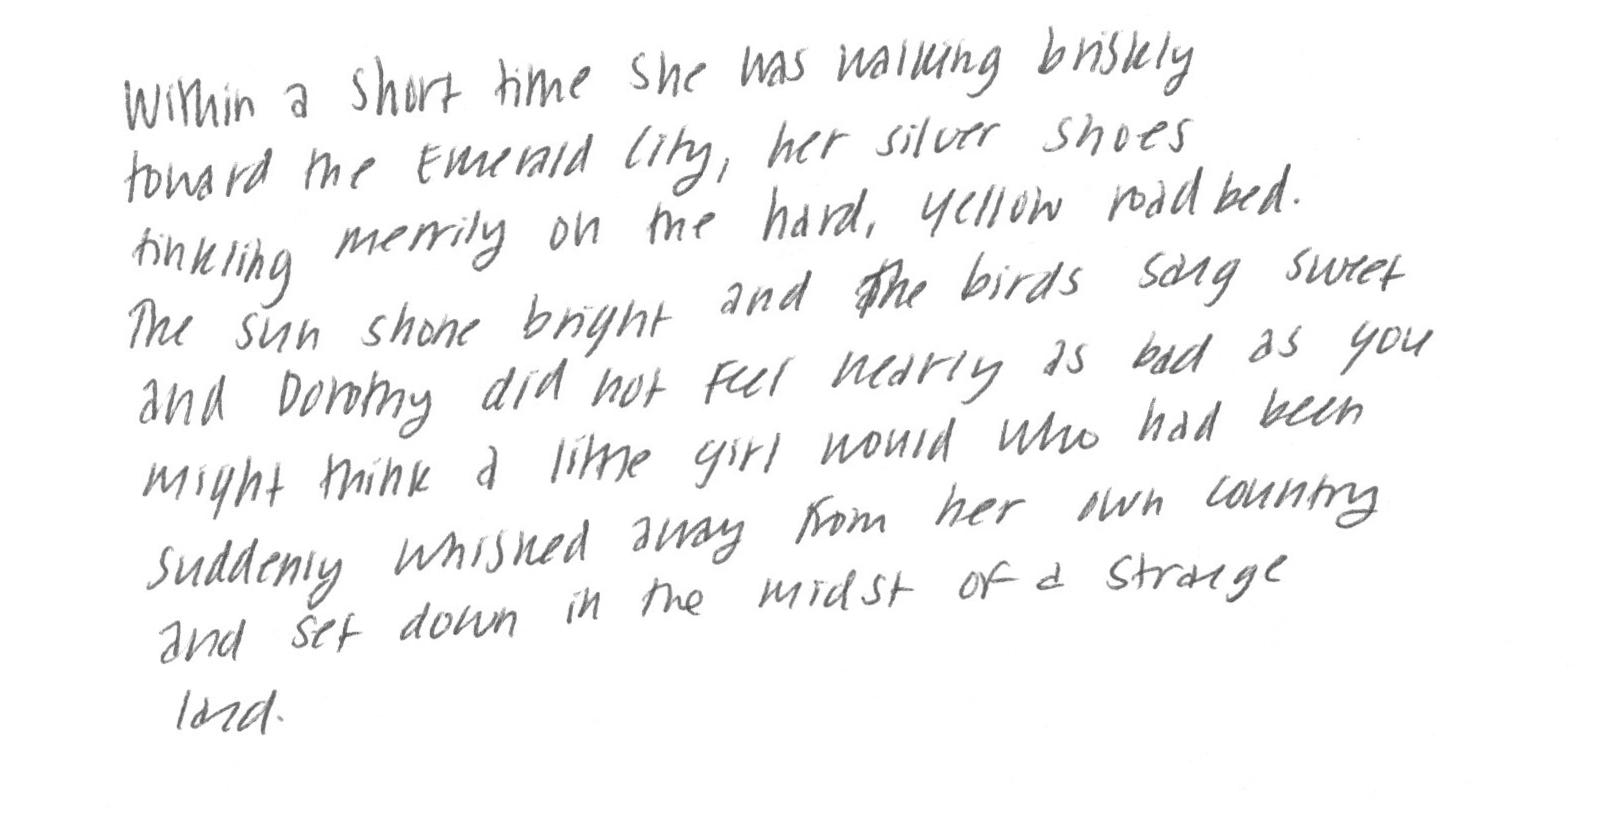 Within a short time she was walking briskly
toward the Emerald City, her silver shoes
tinkling merrily on the hard, yellow roadbed.
The sun shone bright and the birds sang sweet
and Dorothy did not feel nearly as bad as you
might think a little girl would who had been
suddenly whisked away from her own country
and set down in the midst of a strange
land.